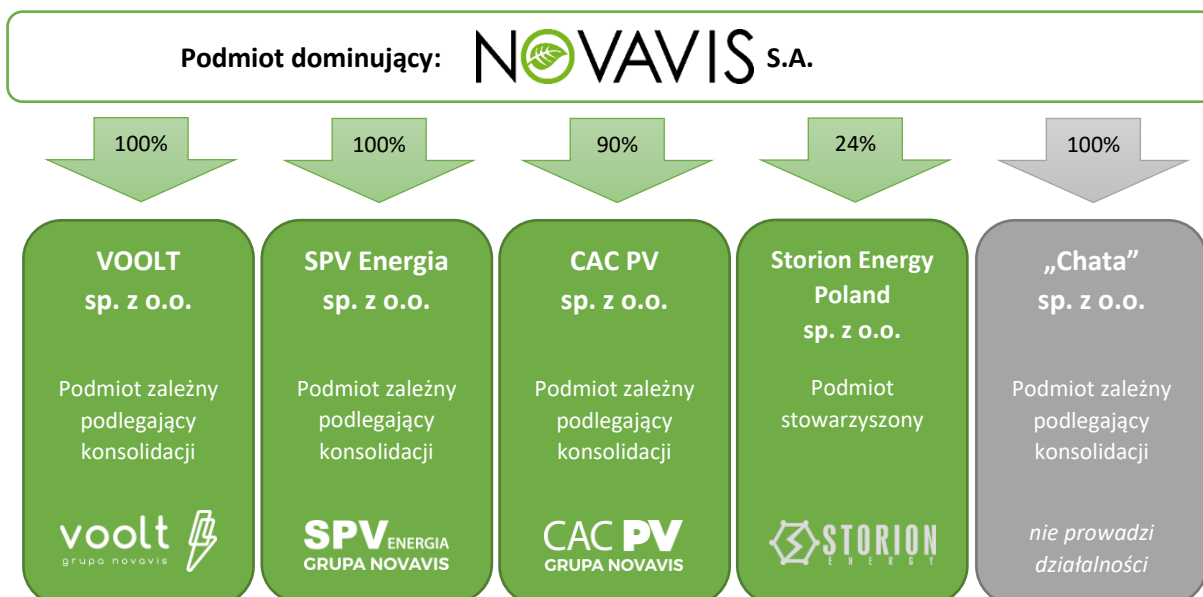 Podmiot dominujący: NOVAVIS S.A.
100%
100%
90%
24%
100%
VOOLT
sp. z o.o.
Podmiot zależny
podlegający
konsolidacji
voolt
grupa novavis
SPV Energia
sp. z o.o.
Podmiot zależny
podlegający
konsolidacji
SPV ENERGIA
GRUPA NOVAVIS
CAC PV
sp. z o.o.
Podmiot zależny
podlegający
konsolidacji
CAC PV
GRUPA NOVAVIS
Storion Energy
Poland
sp. z o.o.
Podmiot
stowarzyszony
STORION
ENERGY
„Chata”
sp. z o.o.
Podmiot zależny
podlegający
konsolidacji
nie prowadzi
działalności